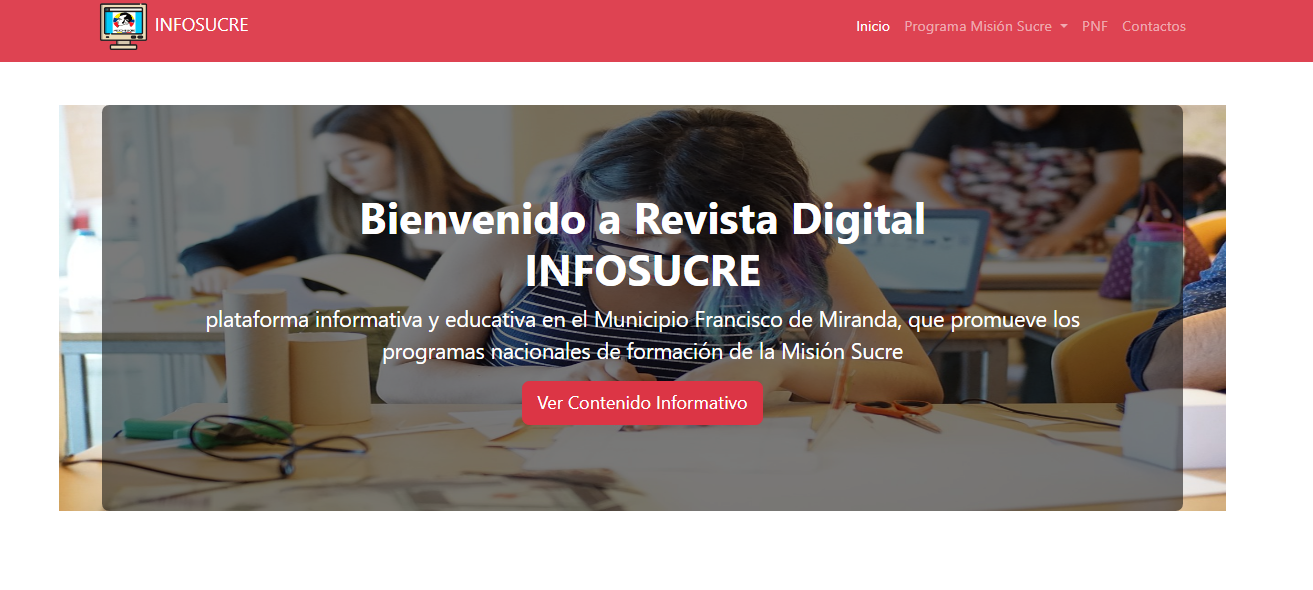 INFOSUCRE
Inicio Programa Misión Sucre PNF Contactos
Bienvenido a Revista Digital
INFOSUCRE
plataforma informativa y educativa en el Municipio Francisco de Miranda, que promueve los
programas nacionales de formación de la Misión Sucre
Ver Contenido Informativo